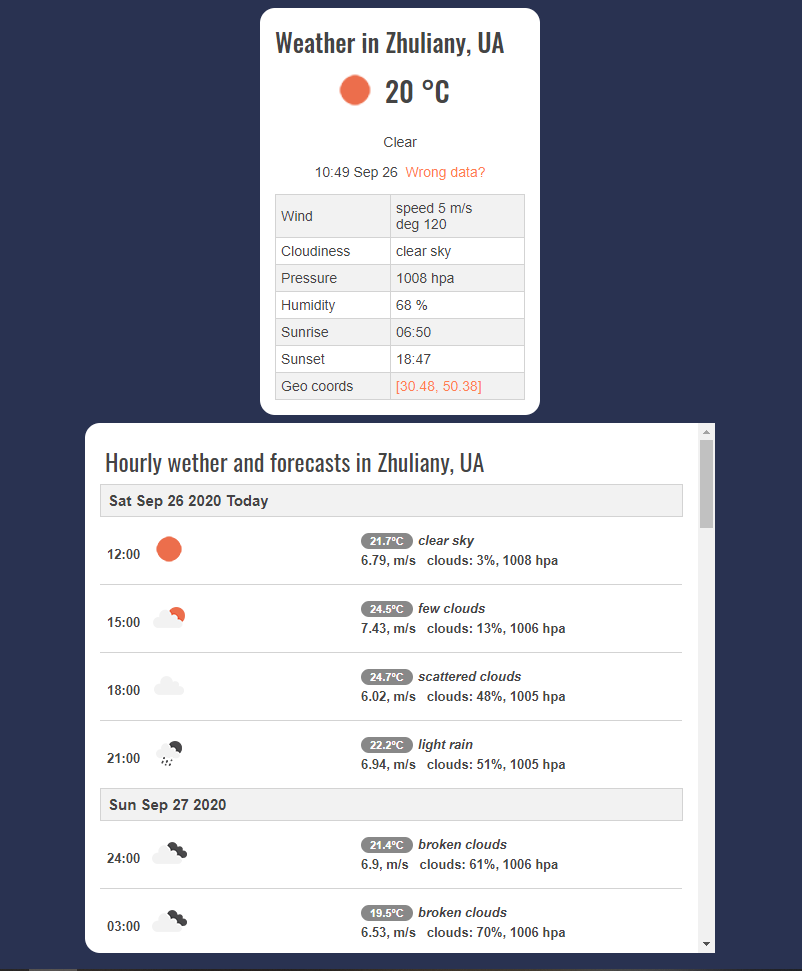 Weather in Zhuliany, UA
20 °C
Clear
10:49 Sep 26 Wrong data?
Wind speed 5 m/s
deg 120
Cloudiness clear sky
Pressure 1008 hpa
Humidity 68 %
Sunrise 06:50
Sunset 18:47
Geo coords [30.48, 50.38]
Hourly wether and forecasts in Zhuliany, UA
Sat Sep 26 2020 Today
21.7°C clear sky
12:00
6.79, m/s clouds: 3%, 1008 hpa
24.5°C few clouds
15:00
7.43, m/s clouds: 13%, 1006 hpa
24.7°C scattered clouds
18:00
6.02, m/s clouds: 48%, 1005 hpa
22.2°C light rain
21:00
6.94, m/s clouds: 51%, 1005 hpa
Sun Sep 27 2020
21.4°C broken clouds
24:00
6.9, m/s clouds: 61%, 1006 hpa
19.5°C broken clouds
03:00
6.53, m/s clouds: 70%, 1006 hpa